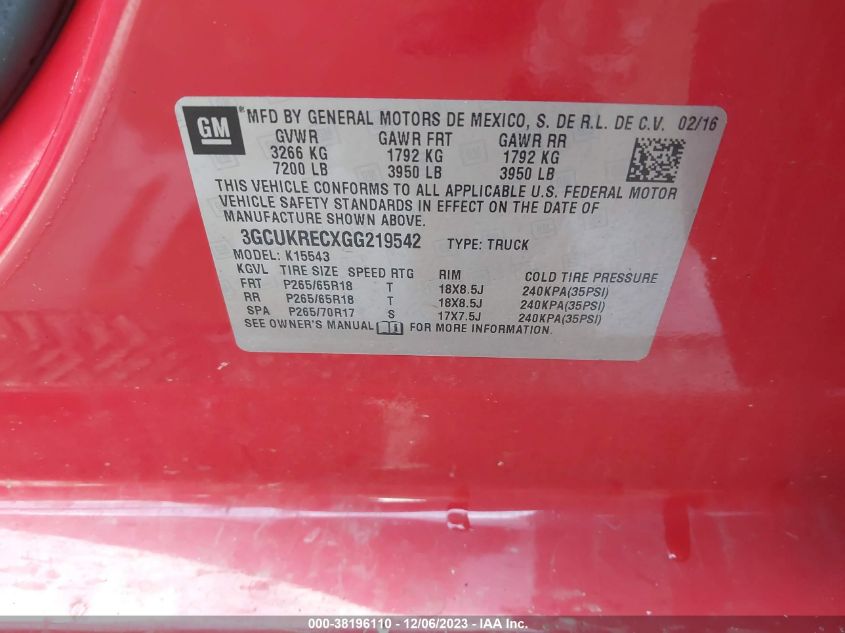 GM ® MFD BY GENERAL MOTORS DE MEXICO, S. DE R.L. DE C.V. 02/16
GVWR GAWR FRT GAWR RR
3266 KG 1792 KG 1792 KG
7200 LB 3950 LB 3950 LB
THIS VEHICLE CONFORMS TO ALL APPLICABLE U.S. FEDERAL MOTOR
VEHICLE SAFETY STANDARDS IN EFFECT ON THE DATE OF
MANUFACTURE SHOWN ABOVE.
3GCUKRECXGG219542 TYPE: TRUCK
MODEL: K15543
KGVL TIRE SIZE SPEED RTG RIM COLD TIRE PRESSURE
FRT P265/65R18 T 18X8.5J 240KPA(35PSI)
RR P265/65R18 T 18X8.5J 240KPA(35PSI)
SPA P265/70R17 S 17X7.5J 240KPA(35PSI)
SEE OWNER'S MANUAL FOR MORE INFORMATION.
000-38196110 - 12/06/2023 - IAA Inc.